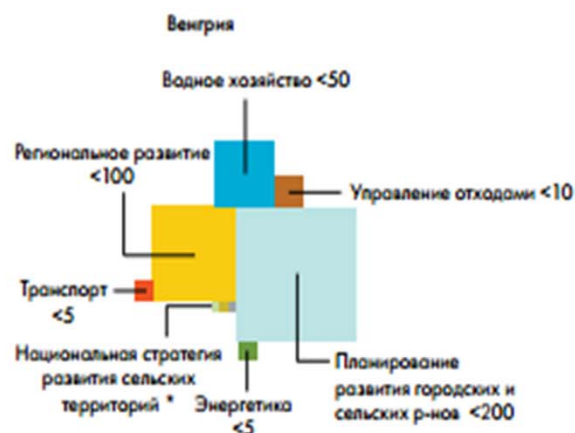 Венгрия
Водное хозяйство <50
Региональное развитие
<100
Управление отходами <10
Транспорт
<5
Национальная стратегия
развития сельских
территорий *
Энергетика
<5
Планирование
развития городских и
сельских р-нов <200